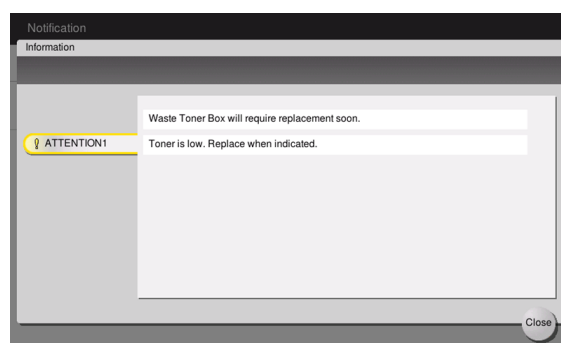 Notification
Information
Waste Toner Box will require replacement soon.
ATTENTION1
Toner is low. Replace when indicated.
Close